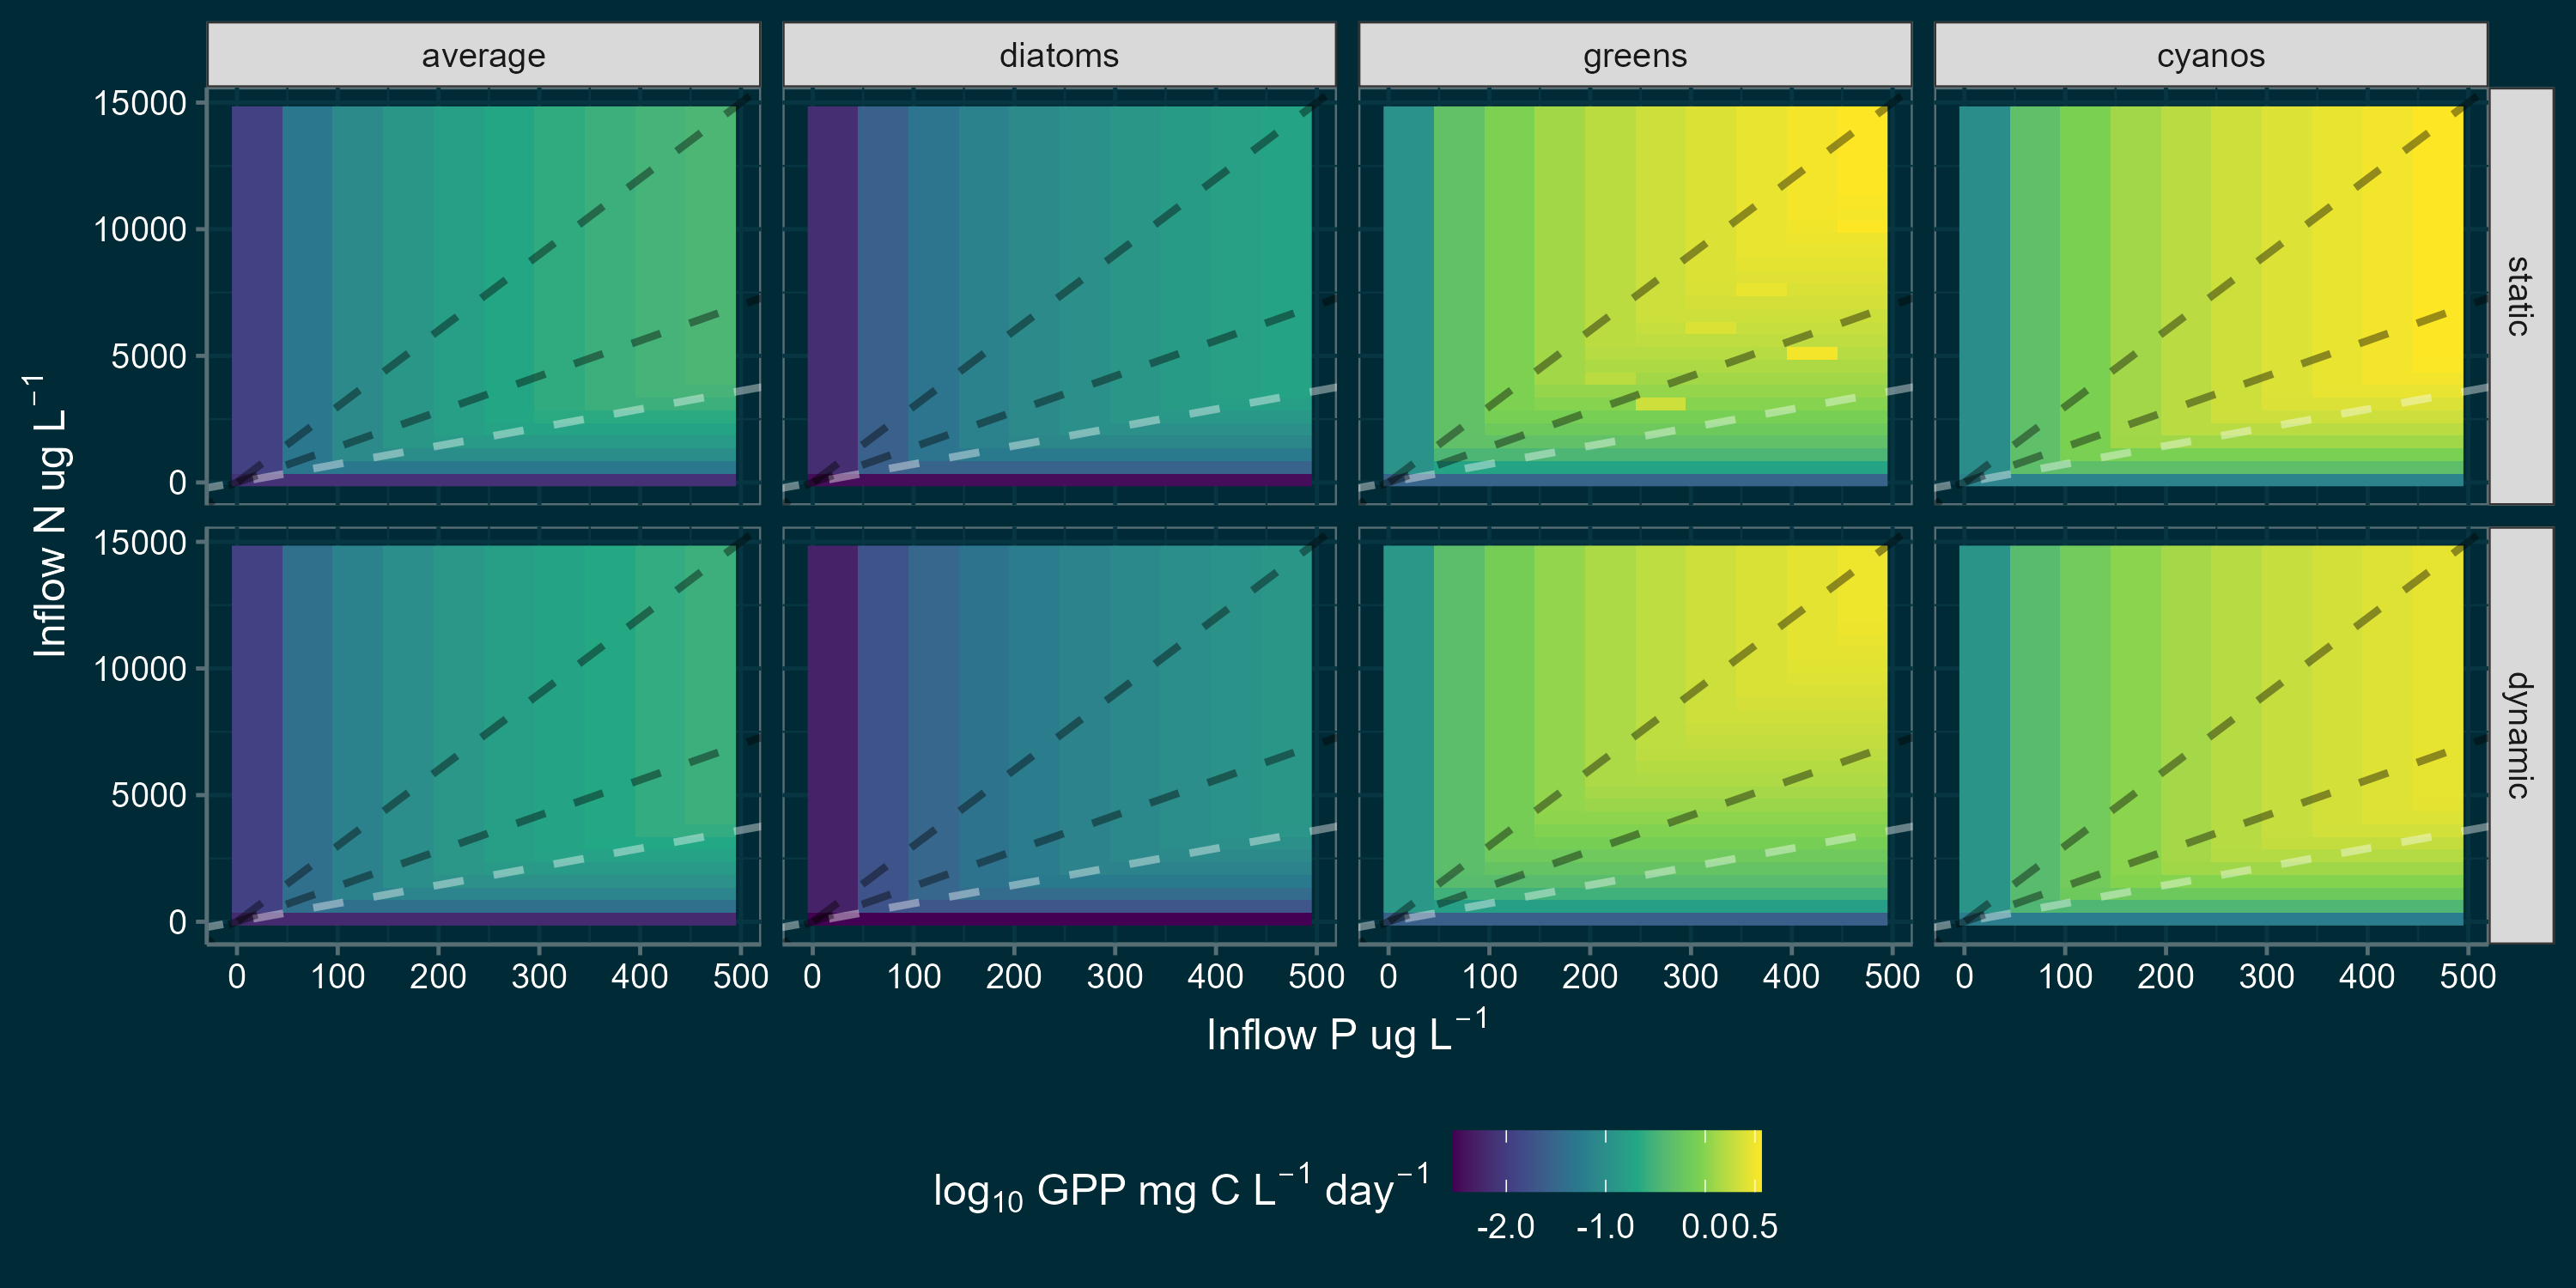 average diatoms greens cyanos
15000
10000
5000
0
static
Inflow N ug L⁻¹
15000
10000
5000
0
dynamic
0 100 200 300 400 500 0 100 200 300 400 500 0 100 200 300 400 500 0 100 200 300 400 500
Inflow P ug L⁻¹
log₁₀ GPP mg C L⁻¹ day⁻¹
-2.0 -1.0 0.0 0.5